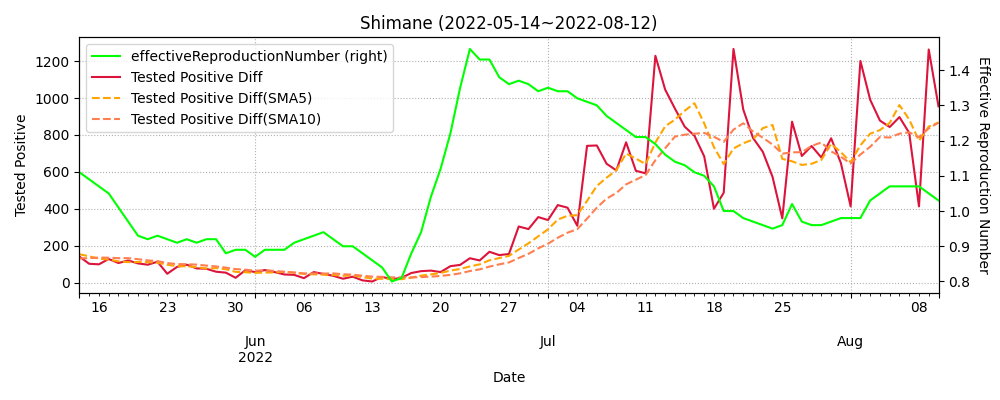 Shimane (2022-05-14~2022-08-12)
effectiveReproductionNumber (right)
Tested Positive Diff
Tested Positive Diff(SMA5)
Tested Positive Diff(SMA10)
Tested Positive
1200
1000
800
600
400
200
0
Effective Reproduction Number
1.4
1.3
1.2
1.1
1.0
0.9
0.8
16 23 30 06 13 20 27 04 11 18 25 08
Jun Jul Aug
2022
Date